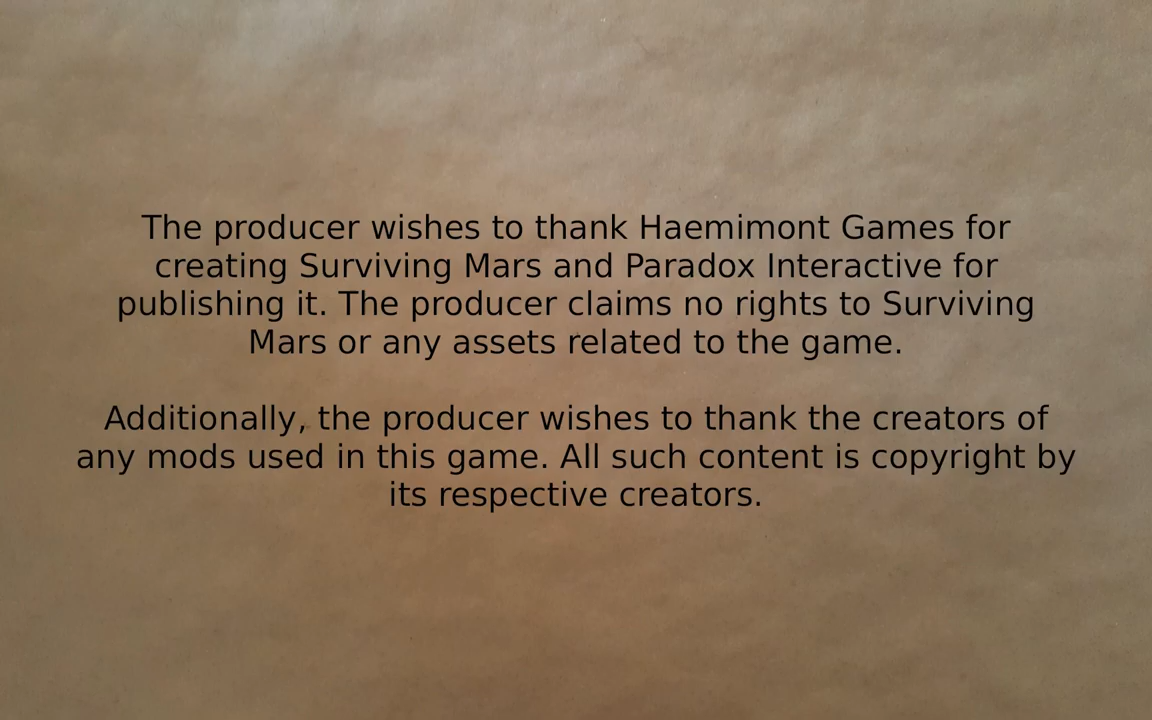 The producer wishes to thank Haemimont Games for
creating Surviving Mars and Paradox Interactive for
publishing it. The producer claims no rights to Surviving
Mars or any assets related to the game.
Additionally, the producer wishes to thank the creators of
any mods used in this game. All such content is copyright by
its respective creators.